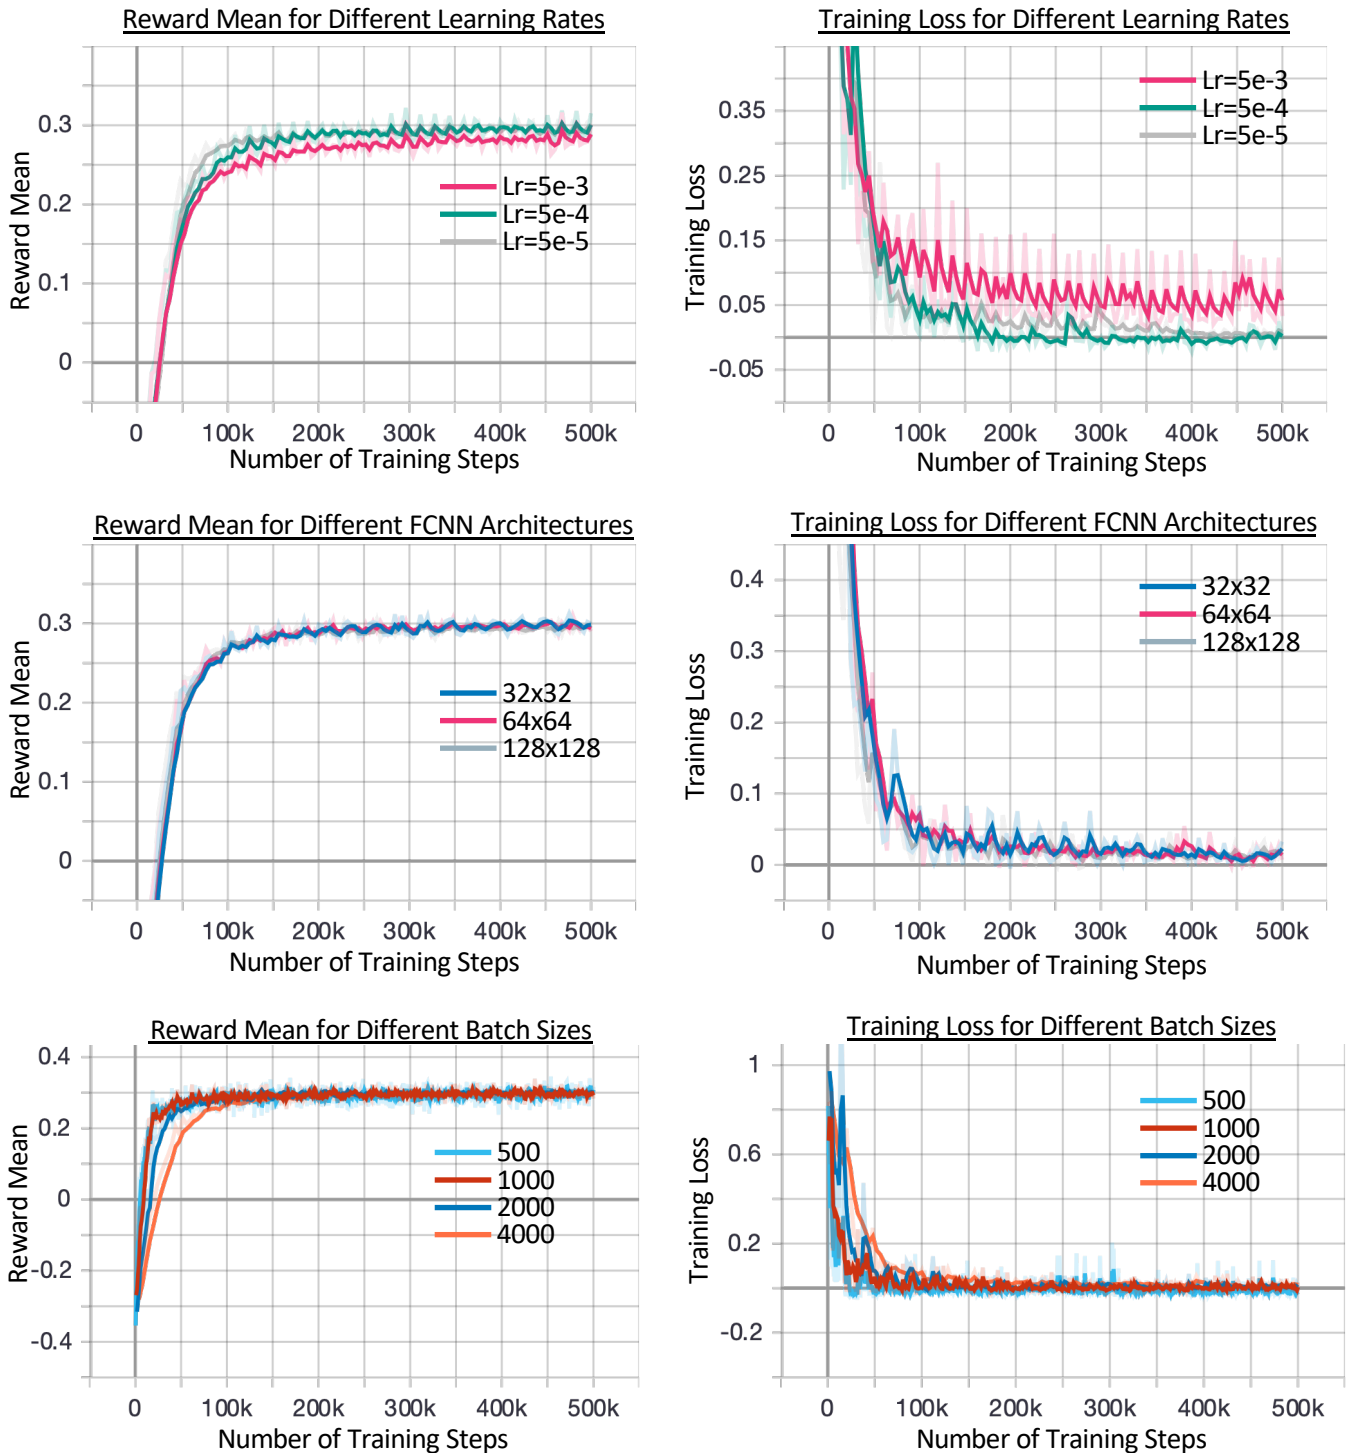 Reward Mean for Different Learning Rates
0.3
0.2
0.1
0
Reward Mean
Lr=5e-3
Lr=5e-4
Lr=5e-5
0 100k 200k 300k 400k 500k
Number of Training Steps
Training Loss for Different Learning Rates
0.35
0.25
0.15
0.05
-0.05
Training Loss
Lr=5e-3
Lr=5e-4
Lr=5e-5
0 100k 200k 300k 400k 500k
Number of Training Steps
Reward Mean for Different FCNN Architectures
0.3
0.2
0.1
0
Reward Mean
32x32
64x64
128x128
0 100k 200k 300k 400k 500k
Number of Training Steps
Training Loss for Different FCNN Architectures
0.4
0.3
0.2
0.1
0
Training Loss
32x32
64x64
128x128
0 100k 200k 300k 400k 500k
Number of Training Steps
Reward Mean for Different Batch Sizes
0.4
0.2
0
-0.2
-0.4
Reward Mean
500
1000
2000
4000
0 100k 200k 300k 400k 500k
Number of Training Steps
Training Loss for Different Batch Sizes
1
0.6
0.2
-0.2
Training Loss
500
1000
2000
4000
0 100k 200k 300k 400k 500k
Number of Training Steps